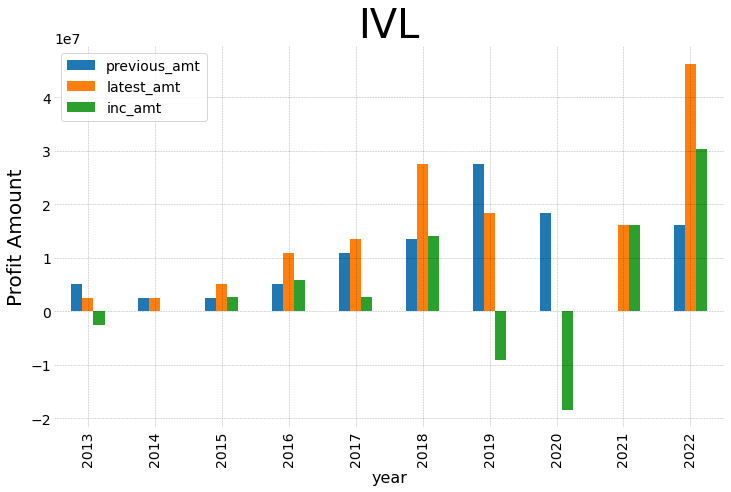 IVL
1e7
previous_amt
latest_amt
inc_amt
Profit Amount
4
3
2
1
0
−1
−2
2013
2014
2015
2016
2017
2018
2019
2020
2021
2022
year